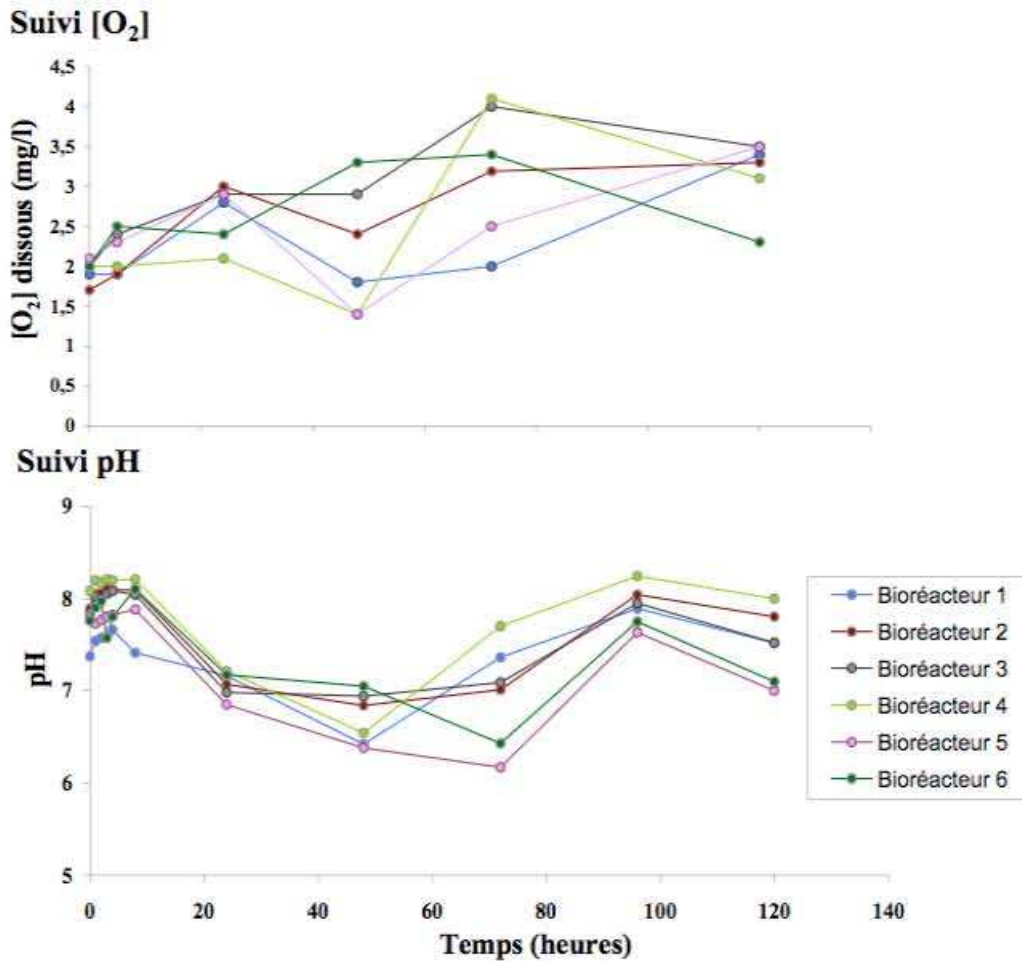 Suivi [O₂]
[O₂] dissous (mg/l)
4,5
4
3,5
3
2,5
2
1,5
1
0,5
0
Suivi pH
pH
9
8
7
6
5
0 20 40 60 80 100 120 140
Temps (heures)
Bioréacteur 1
Bioréacteur 2
Bioréacteur 3
Bioréacteur 4
Bioréacteur 5
Bioréacteur 6